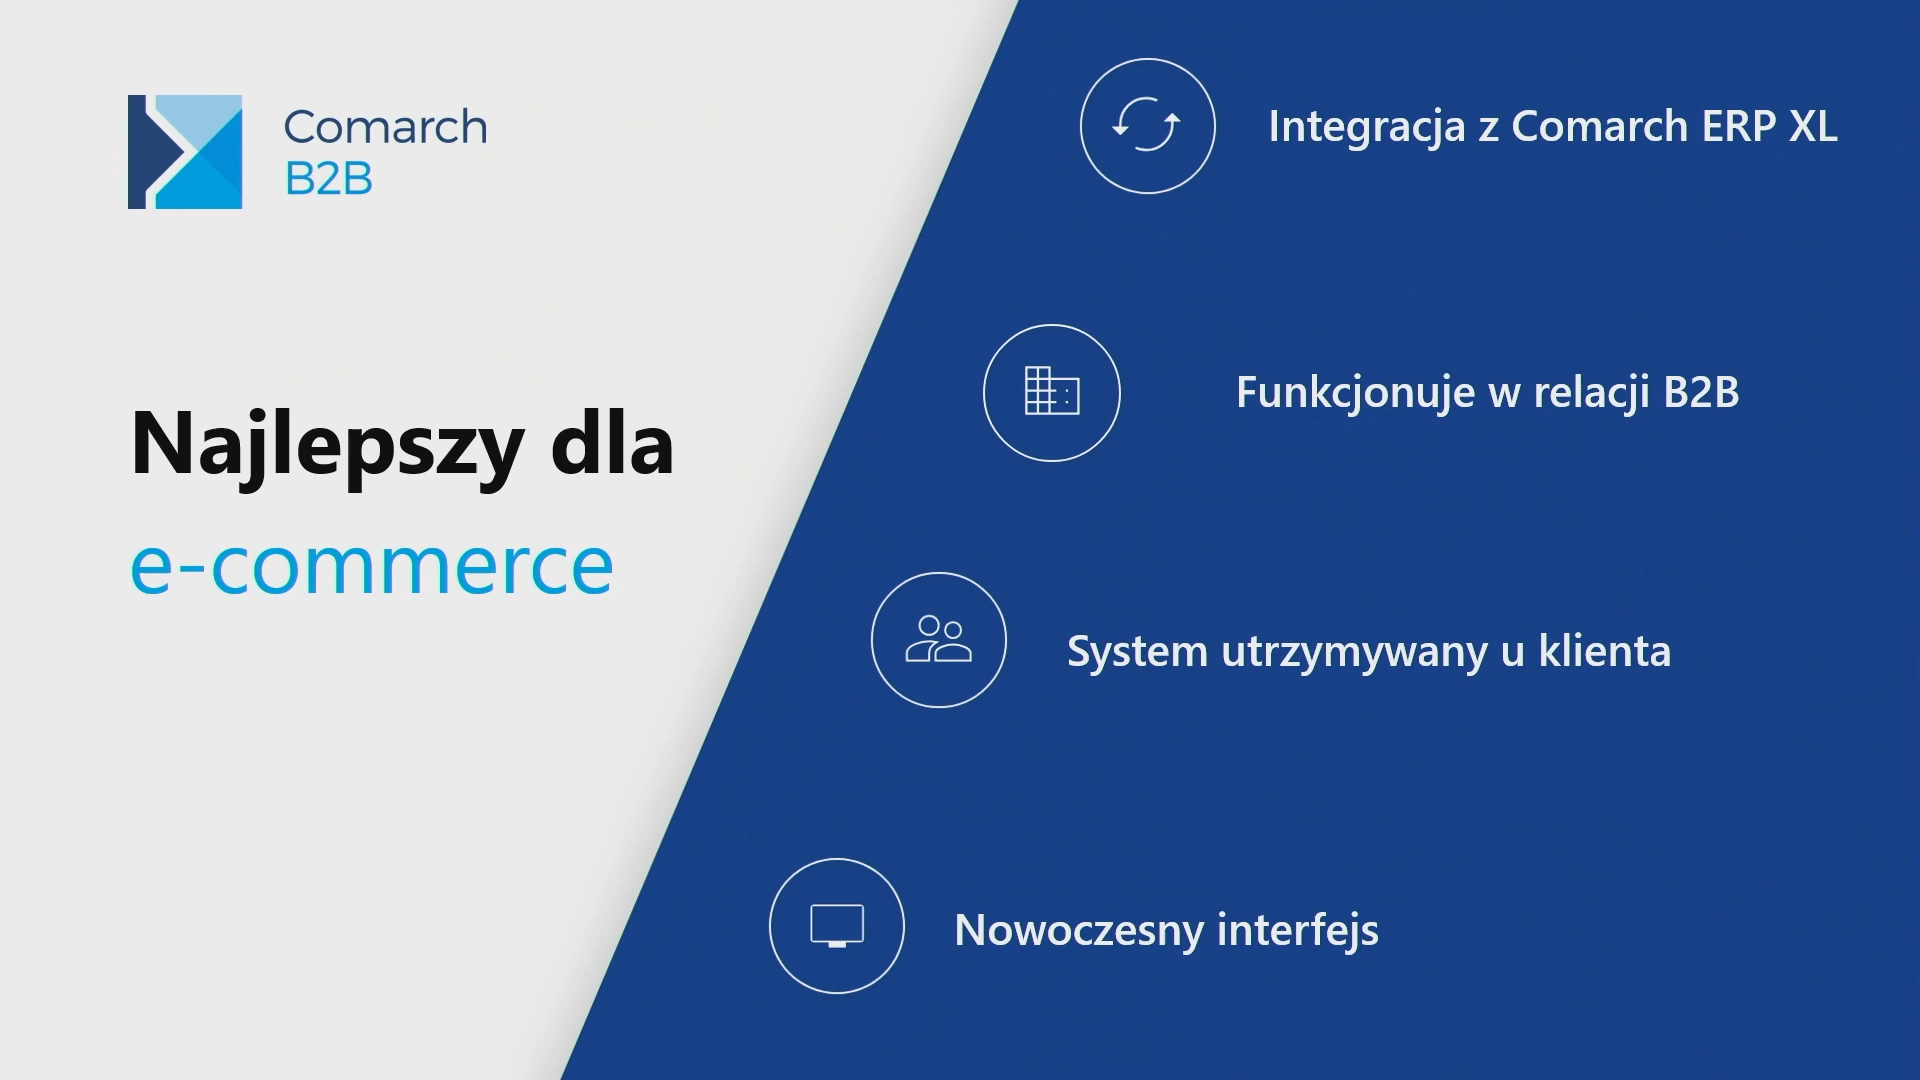 Comarch
B2B
Najlepszy dla
e-commerce
Integracja z Comarch ERP XL
Funkcjonuje w relacji B2B
System utrzymywany u klienta
Nowoczesny interfejs